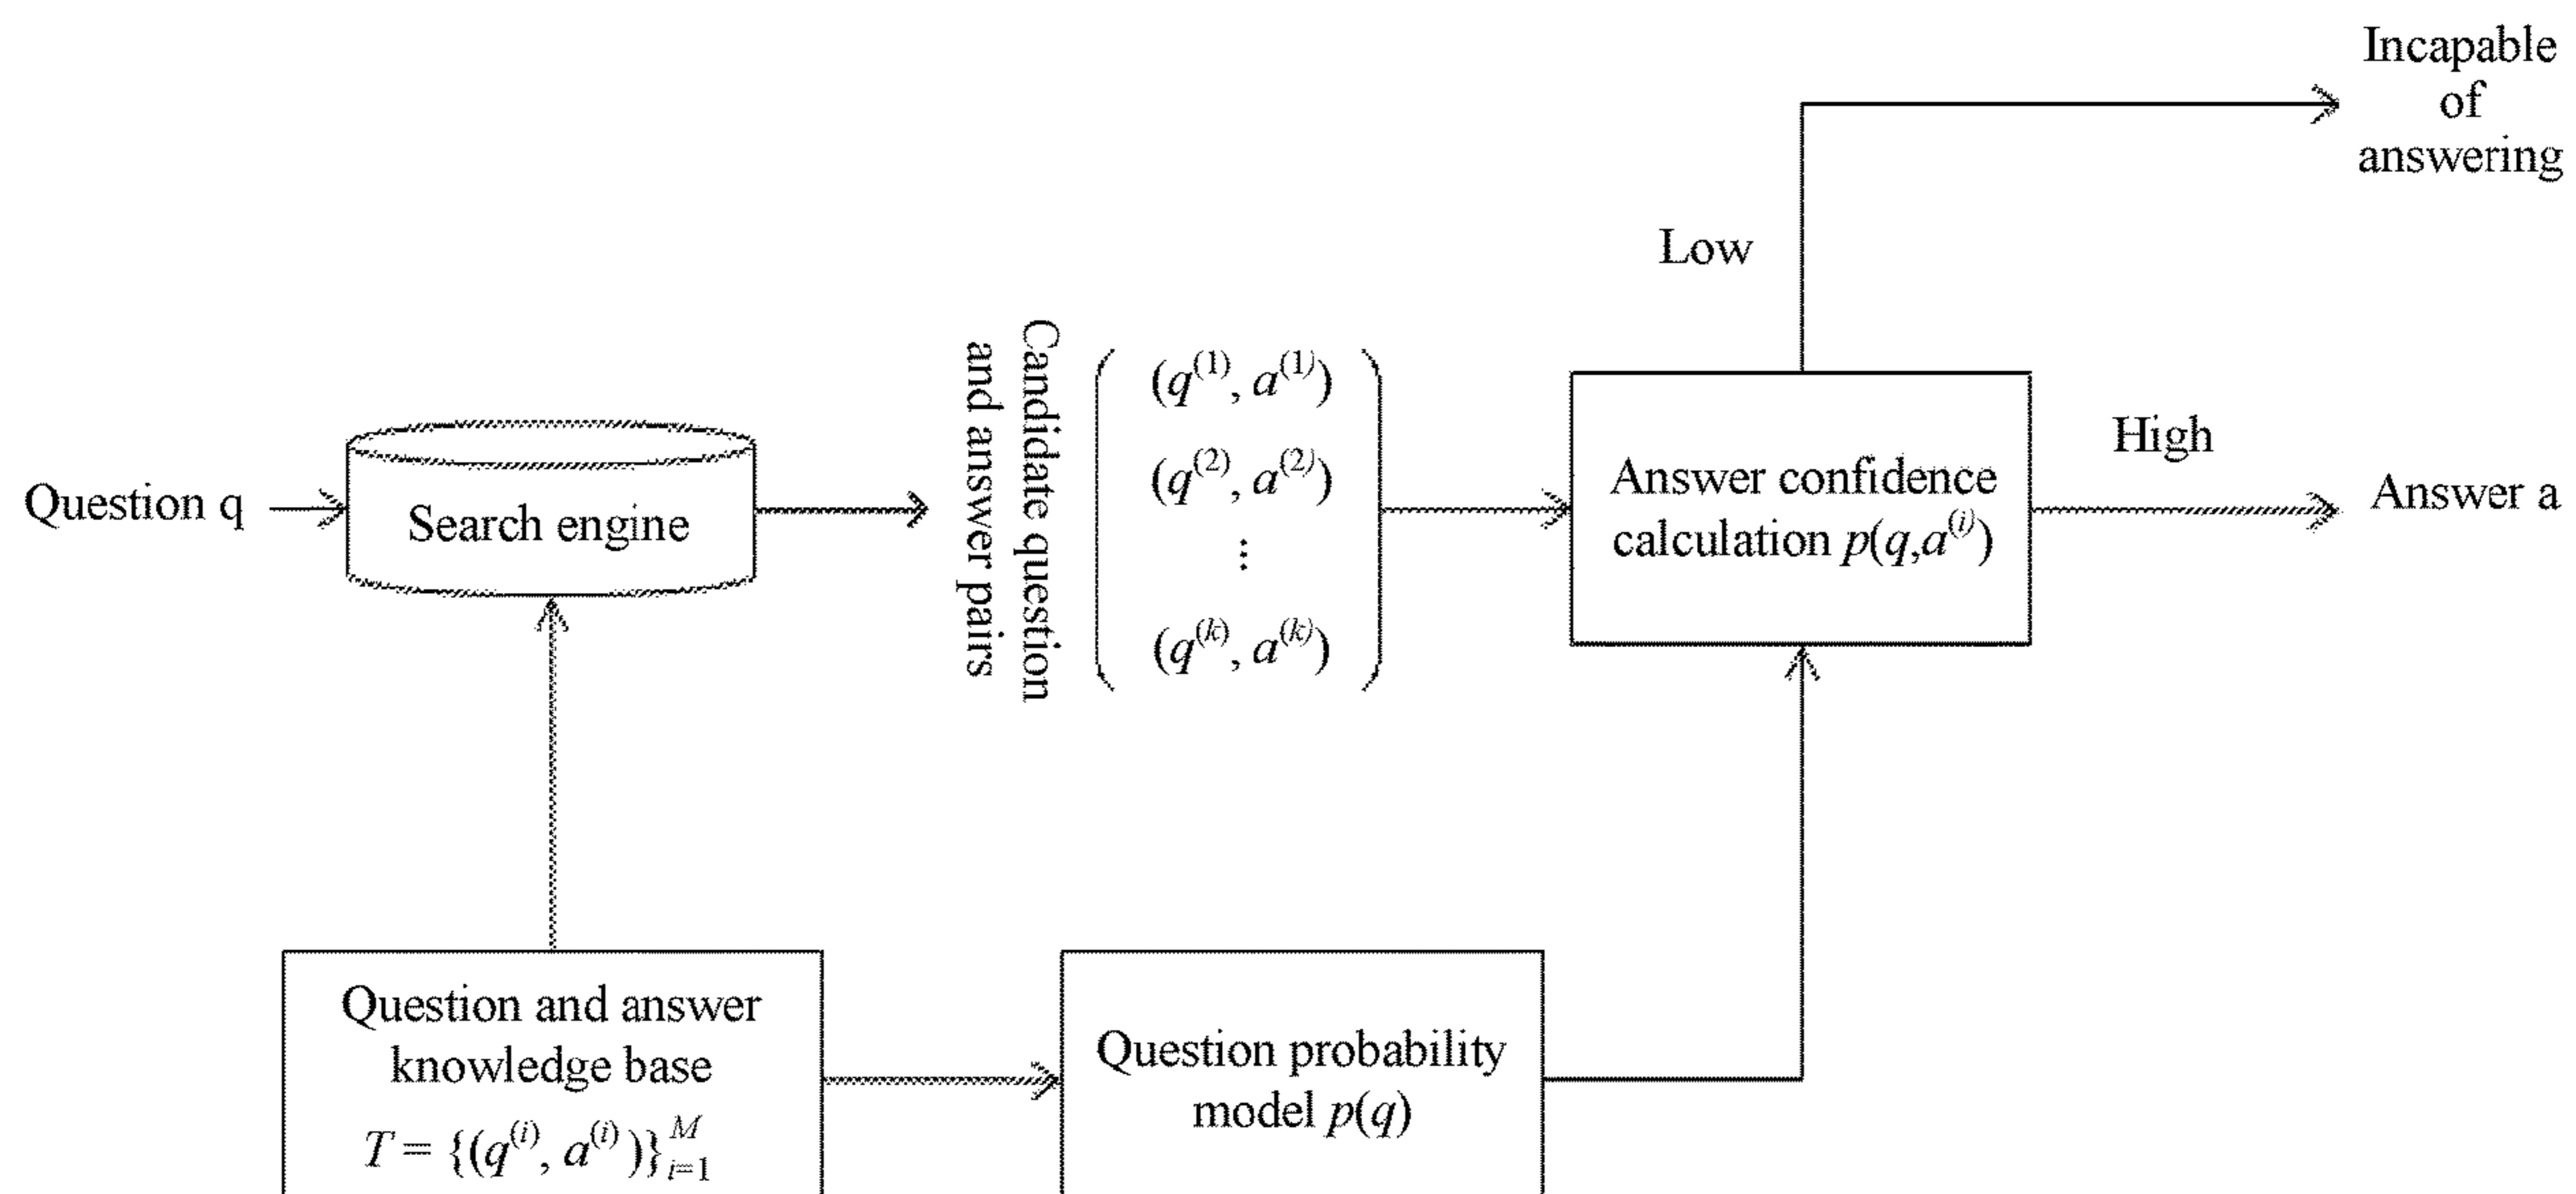 Incapable
of
answering
Low
High
Question q
Search engine
Candidate question
and answer pairs
(q^(1), a^(1))
(q^(2), a^(2))
⋮
(q^(k), a^(k))
Answer confidence
calculation p(q,a^(i))
Answer a
Question and answer
knowledge base
T = {(q^(i), a^(i))}_{i=1}^M
Question probability
model p(q)